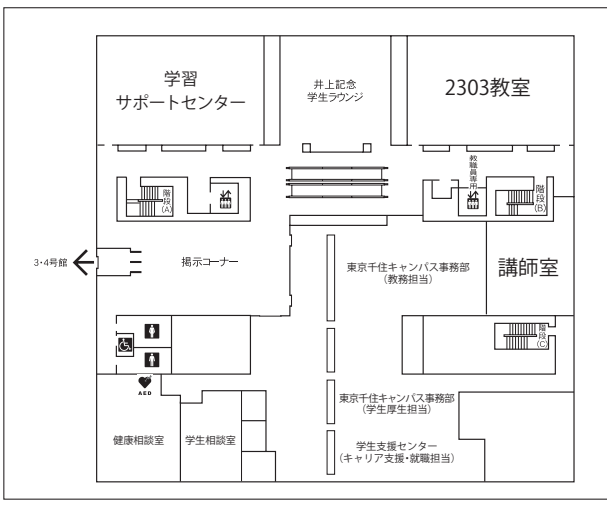 学習
サポートセンター
井上記念
学生ラウンジ
2303教室
教職員専用
階段
(A)
階段
(B)
3・4号館
掲示コーナー
東京千住キャンパス事務部
(教務担当)
講師室
階段
(C)
AED
東京千住キャンパス事務部
(学生厚生担当)
健康相談室
学生相談室
学生支援センター
(キャリア支援・就職担当)